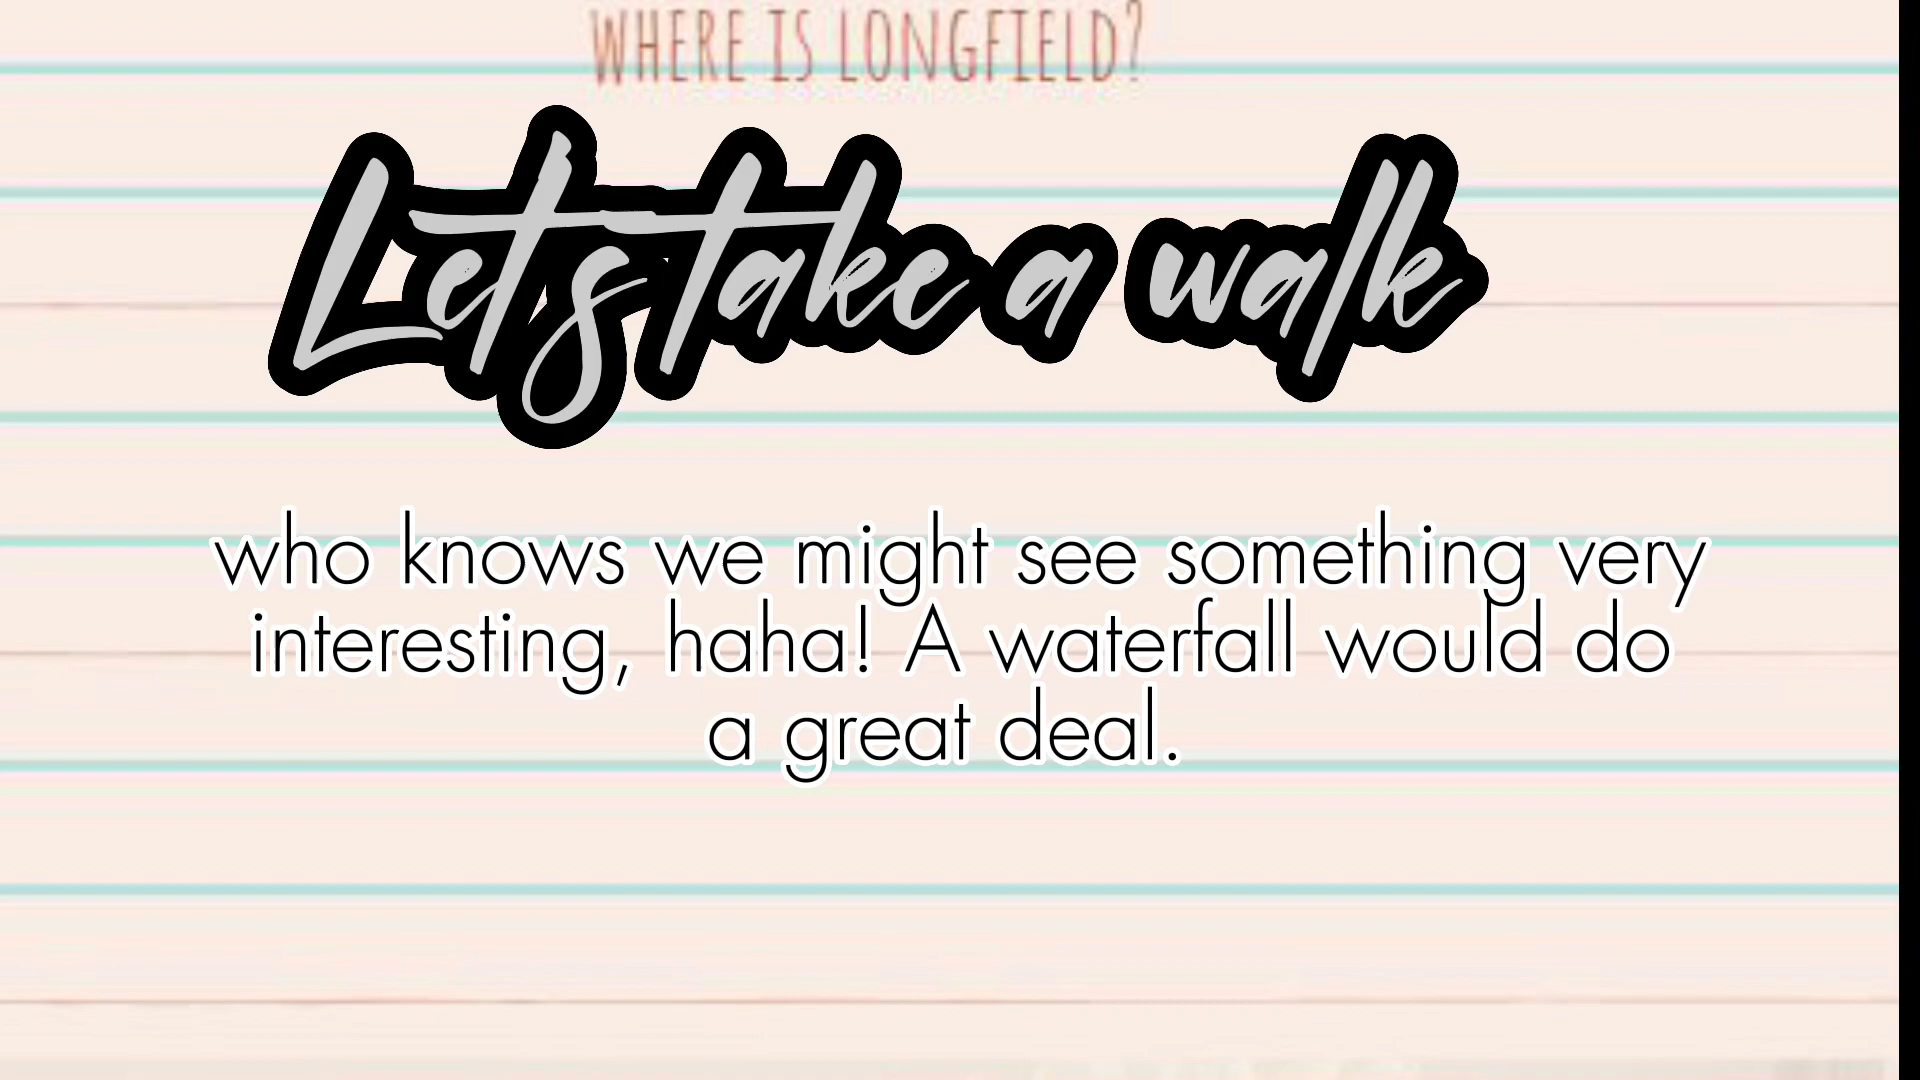 WHERE IS LONGFIELD?
Lets take a walk
who knows we might see something very
interesting, haha! A waterfall would do
a great deal.